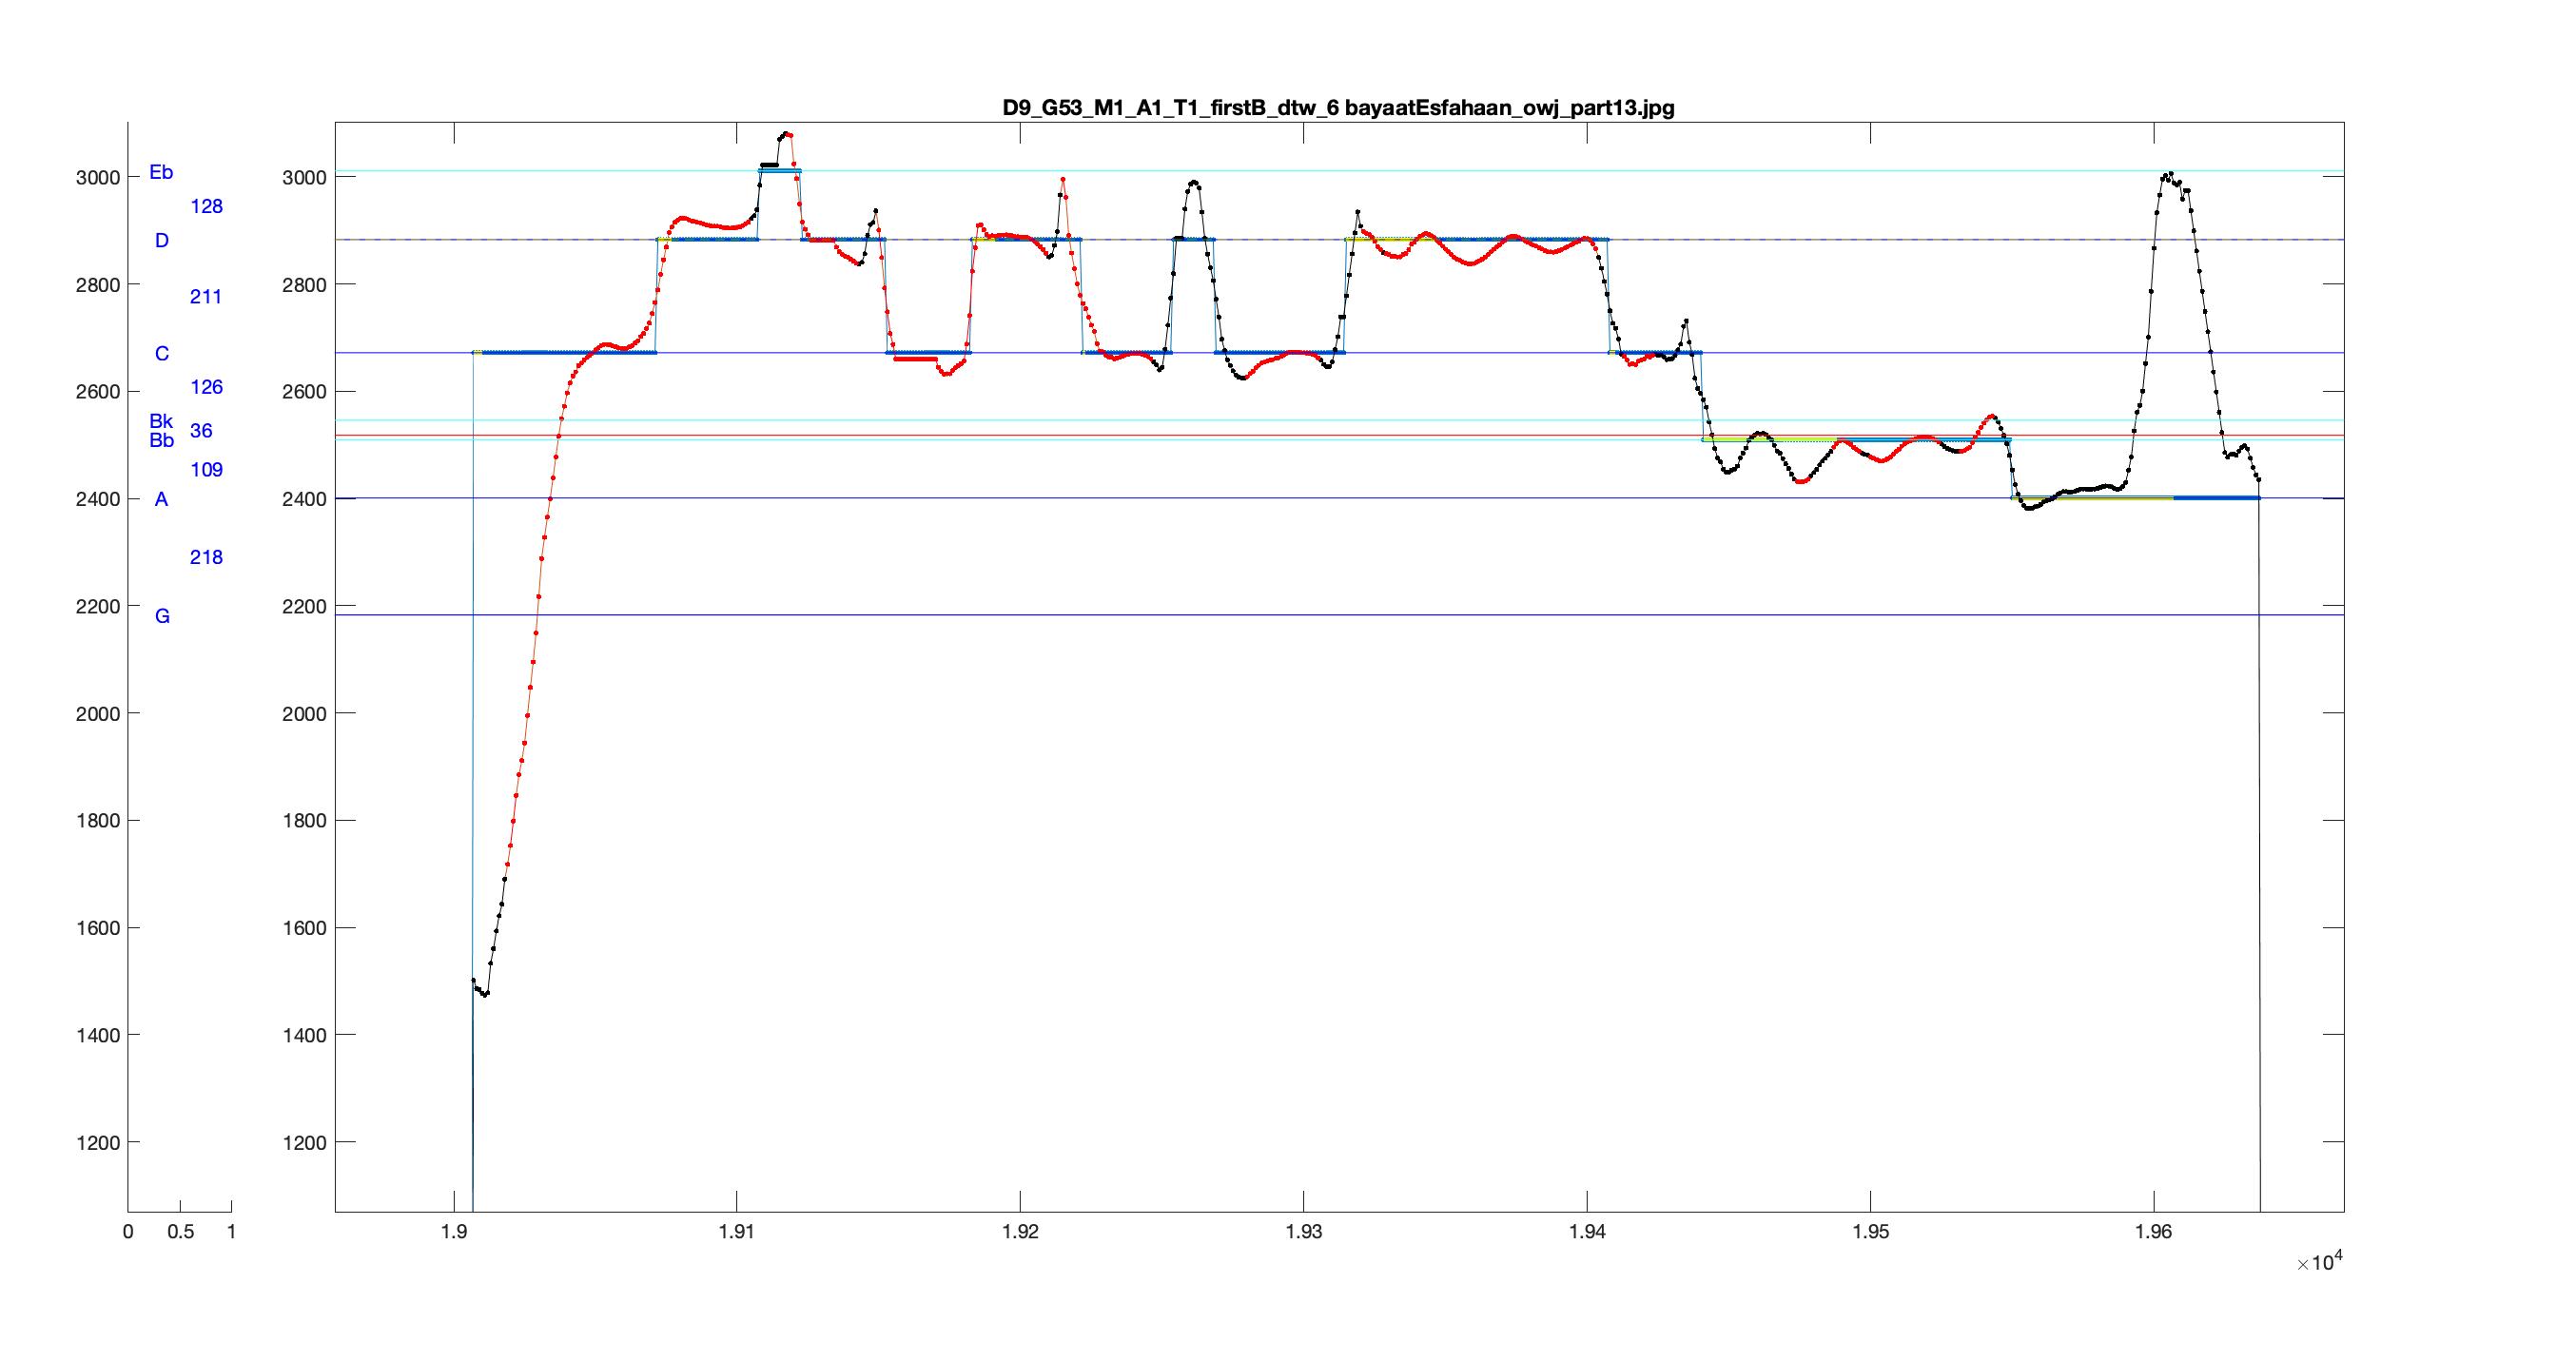 D9_G53_M1_A1_T1_firstB_dtw_6 bayaatEsfahaan_owj_part13.jpg
3000 Eb 3000
128
D
2800 211 2800
C
2600 126 2600
Bk
36
Bb
109
2400 A 2400
218
2200 G 2200
2000 2000
1800 1800
1600 1600
1400 1400
1200 1200
0 0.5 1 1.9 1.91 1.92 1.93 1.94 1.95 1.96
×10^4